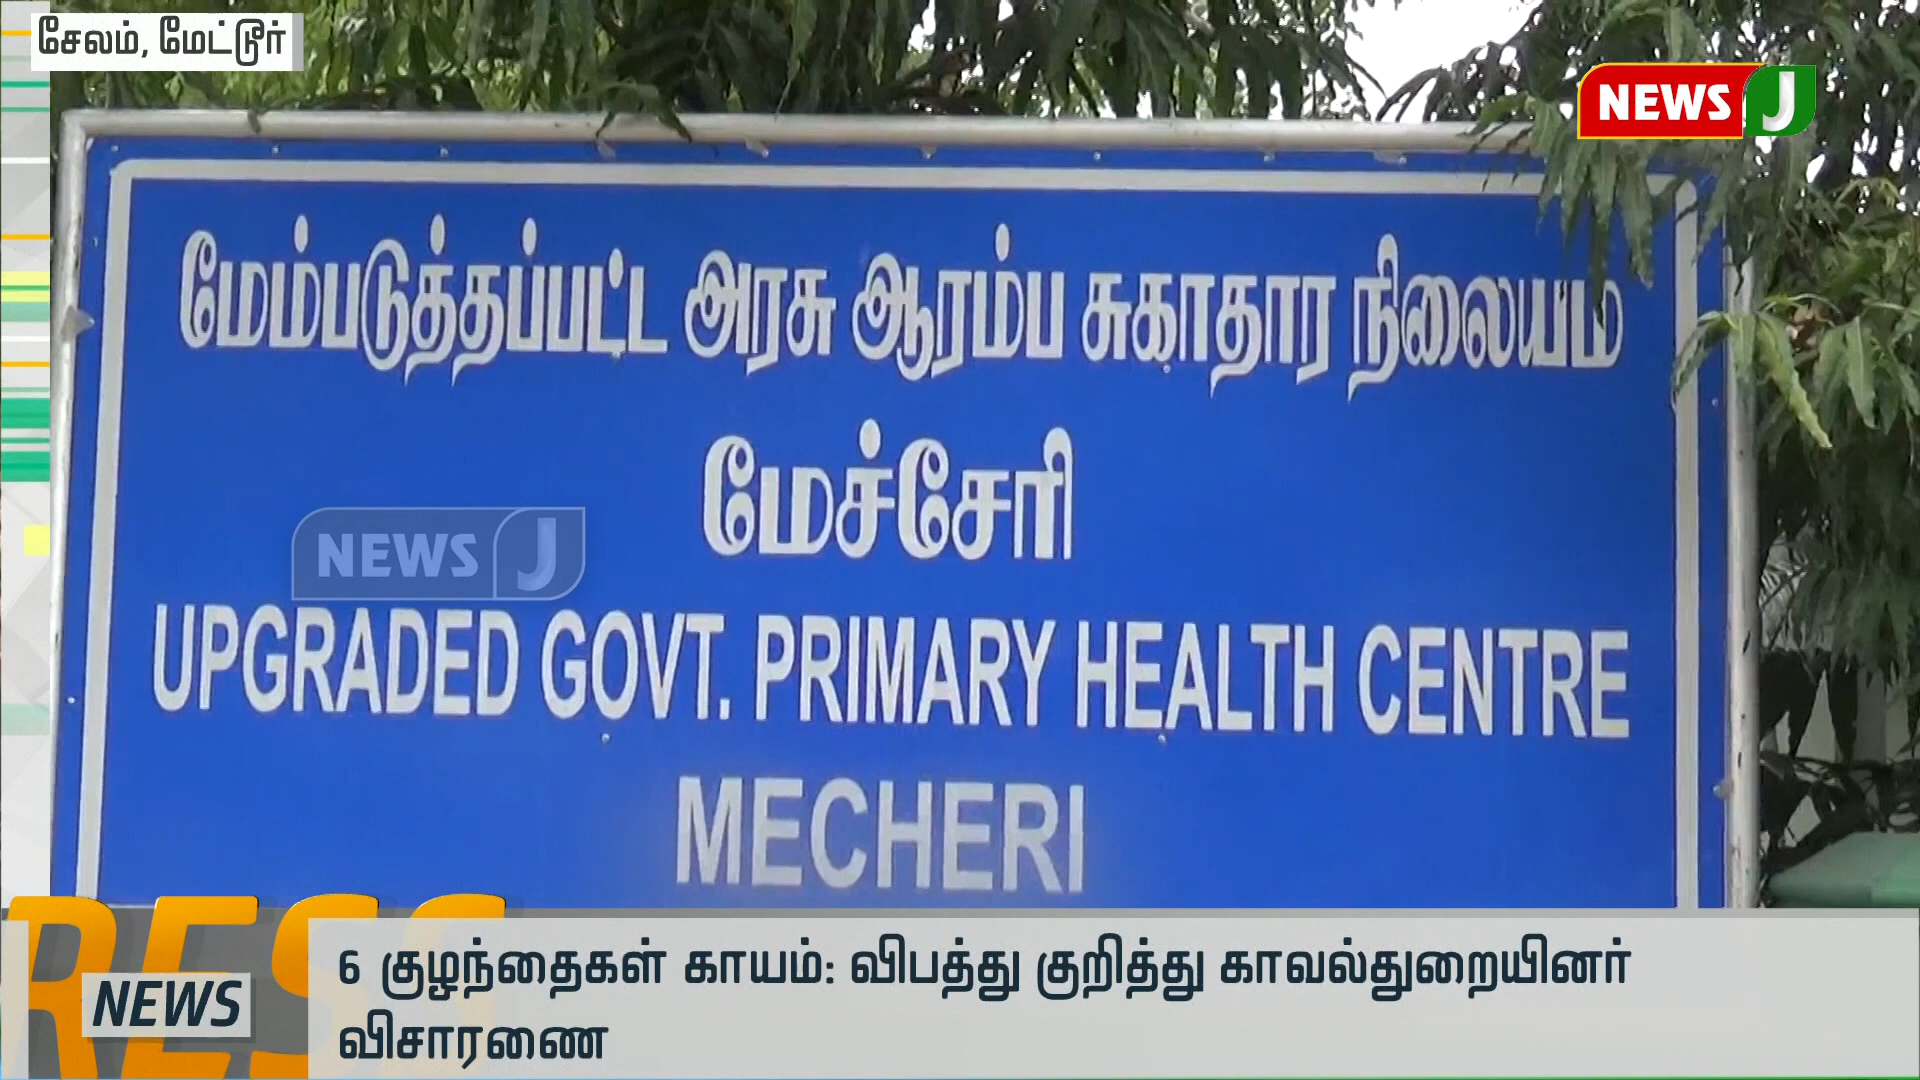 சேலம், மேட்டூர்
NEWS J
மேம்படுத்தப்பட்ட அரசு ஆரம்ப சுகாதார நிலையம்
மேச்சேரி
NEWS J
UPGRADED GOVT. PRIMARY HEALTH CENTRE
MECHERI
NEWS
6 குழந்தைகள் காயம்: விபத்து குறித்து காவல்துறையினர்
விசாரணை